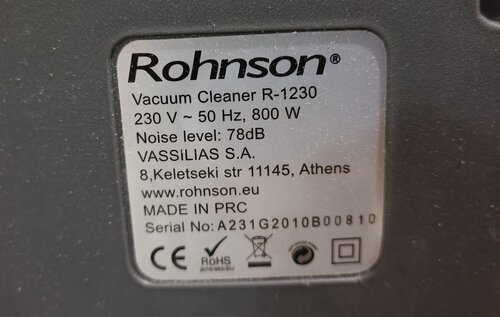 Rohnson®
Vacuum Cleaner R-1230
230 V ~ 50 Hz, 800 W
Noise level: 78dB
VASSiLIAS S.A.
8,Keletseki str 11145, Athens
www.rohnson.eu
MADE IN PRC
Serial No: A231G2010B00810
CE RoHS